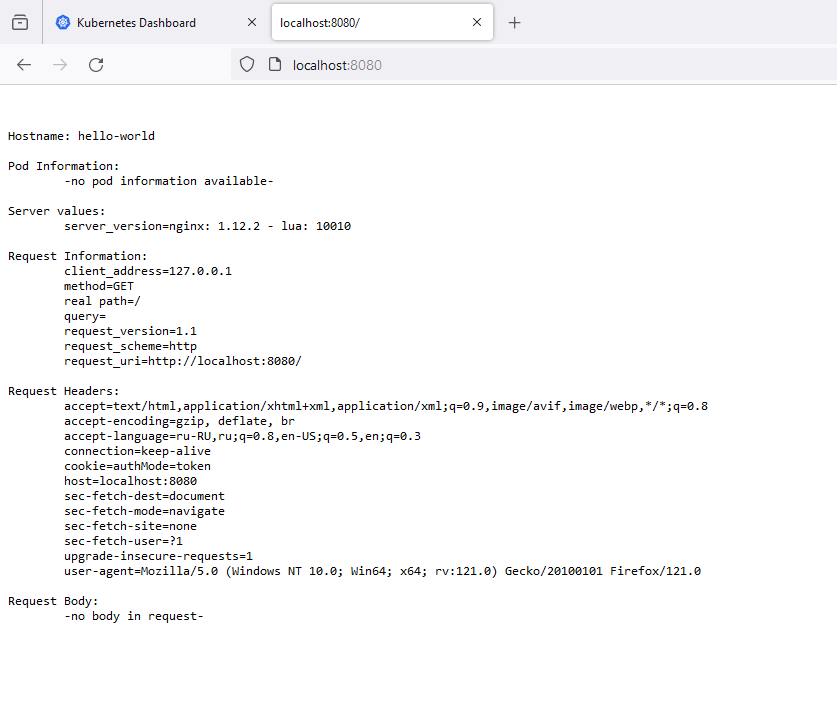 Kubernetes Dashboard
localhost:8080/
localhost:8080
Hostname: hello-world
Pod Information:
-no pod information available-
Server values:
server_version=nginx: 1.12.2 - lua: 10010
Request Information:
client_address=127.0.0.1
method=GET
real path=/
query=
request_version=1.1
request_scheme=http
request_uri=http://localhost:8080/
Request Headers:
accept=text/html,application/xhtml+xml,application/xml;q=0.9,image/avif,image/webp,*/*;q=0.8
accept-encoding=gzip, deflate, br
accept-language=ru-RU,ru;q=0.8,en-US;q=0.5,en;q=0.3
connection=keep-alive
cookie=authMode=token
host=localhost:8080
sec-fetch-dest=document
sec-fetch-mode=navigate
sec-fetch-site=none
sec-fetch-user=?1
upgrade-insecure-requests=1
user-agent=Mozilla/5.0 (Windows NT 10.0; Win64; x64; rv:121.0) Gecko/20100101 Firefox/121.0
Request Body:
-no body in request-